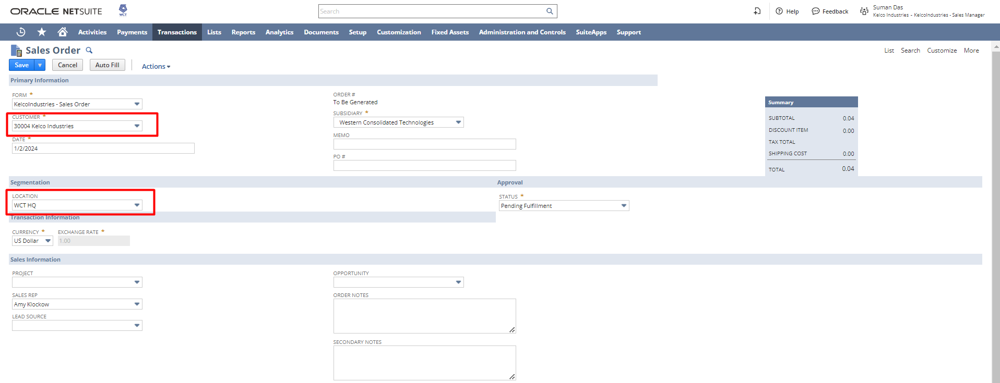 ORACLE NETSUITE
WCT
Search
Help
Feedback
Suman Das
Kelco Industries - KelcoIndustries - Sales Manager
Activities Payments Transactions Lists Reports Analytics Documents Setup Customization Fixed Assets Administration and Controls SuiteApps Support
Sales Order
List Search Customize More
Save Cancel Auto Fill Actions
Primary Information
FORM *
KelcoIndustries - Sales Order
CUSTOMER *
30004 Kelco Industries
DATE *
1/2/2024
ORDER #
To Be Generated
SUBSIDIARY *
Western Consolidated Technologies
MEMO
PO #
Summary
SUBTOTAL 0.04
DISCOUNT ITEM 0.00
TAX TOTAL
SHIPPING COST 0.00
TOTAL 0.04
Segmentation
LOCATION
WCT HQ
Approval
STATUS *
Pending Fulfillment
Transaction Information
CURRENCY * EXCHANGE RATE *
US Dollar 1.00
Sales Information
PROJECT
SALES REP
Amy Klockow
LEAD SOURCE
OPPORTUNITY
ORDER NOTES
SECONDARY NOTES